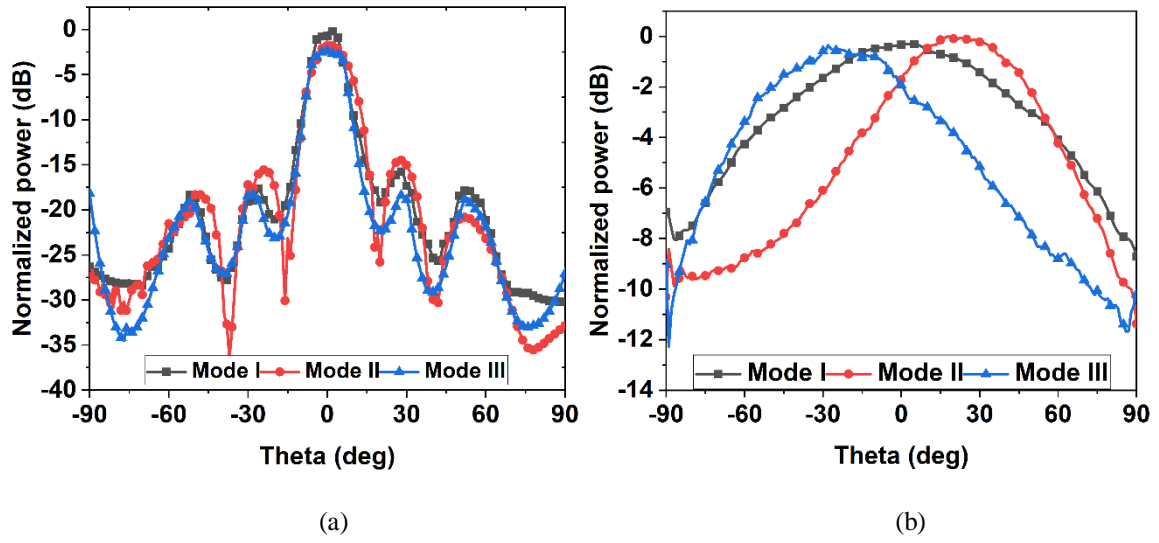 Normalized power (dB)
0
-5
-10
-15
-20
-25
-30
-35
-40
Mode I Mode II Mode III
-90 -60 -30 0 30 60 90
Theta (deg)
(a)
Normalized power (dB)
0
-2
-4
-6
-8
-10
-12
-14
Mode I Mode II Mode III
-90 -60 -30 0 30 60 90
Theta (deg)
(b)